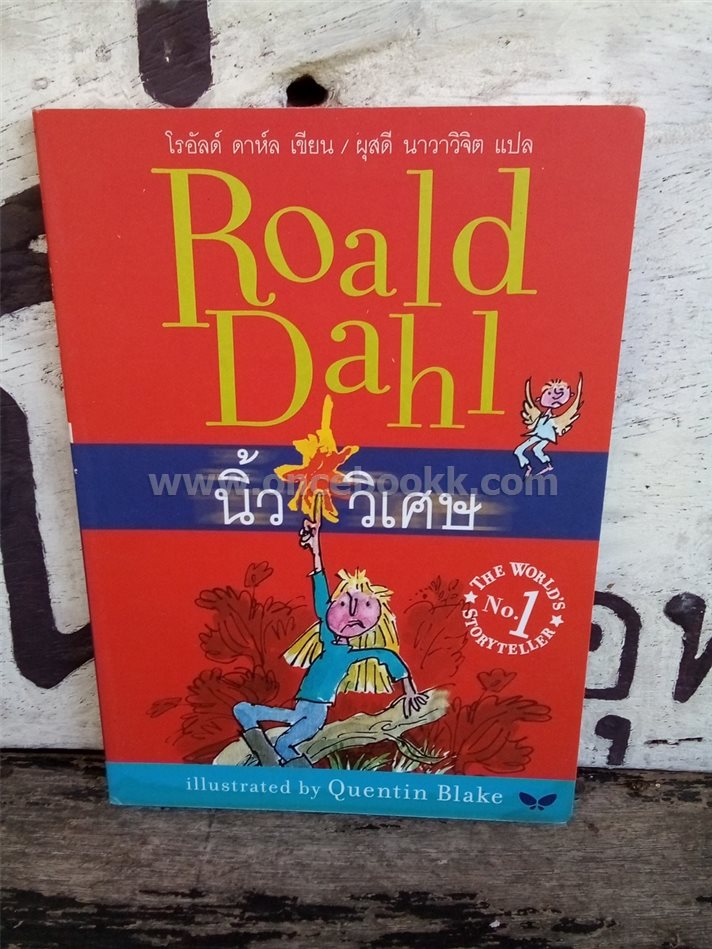 โรอัลด์ ดาห์ล เขียน / ผุสดี นาวาวิจิต แปล
Roald
Dahl
นิ้ว วิเศษ
www.oncebookk.com
THE WORLD'S
No.1
STORYTELLER
illustrated by Quentin Blake